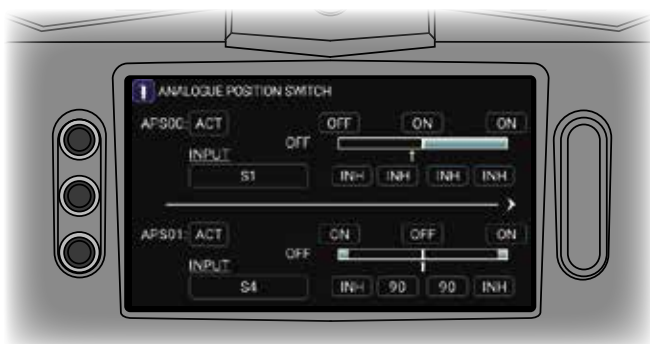 ANALOGUE POSITION SWITCH
APS00: ACT OFF ON ON
OFF
INPUT
S1 INH INH INH INH
APS01: ACT ON OFF ON
OFF
INPUT
S4 INH 90 90 INH